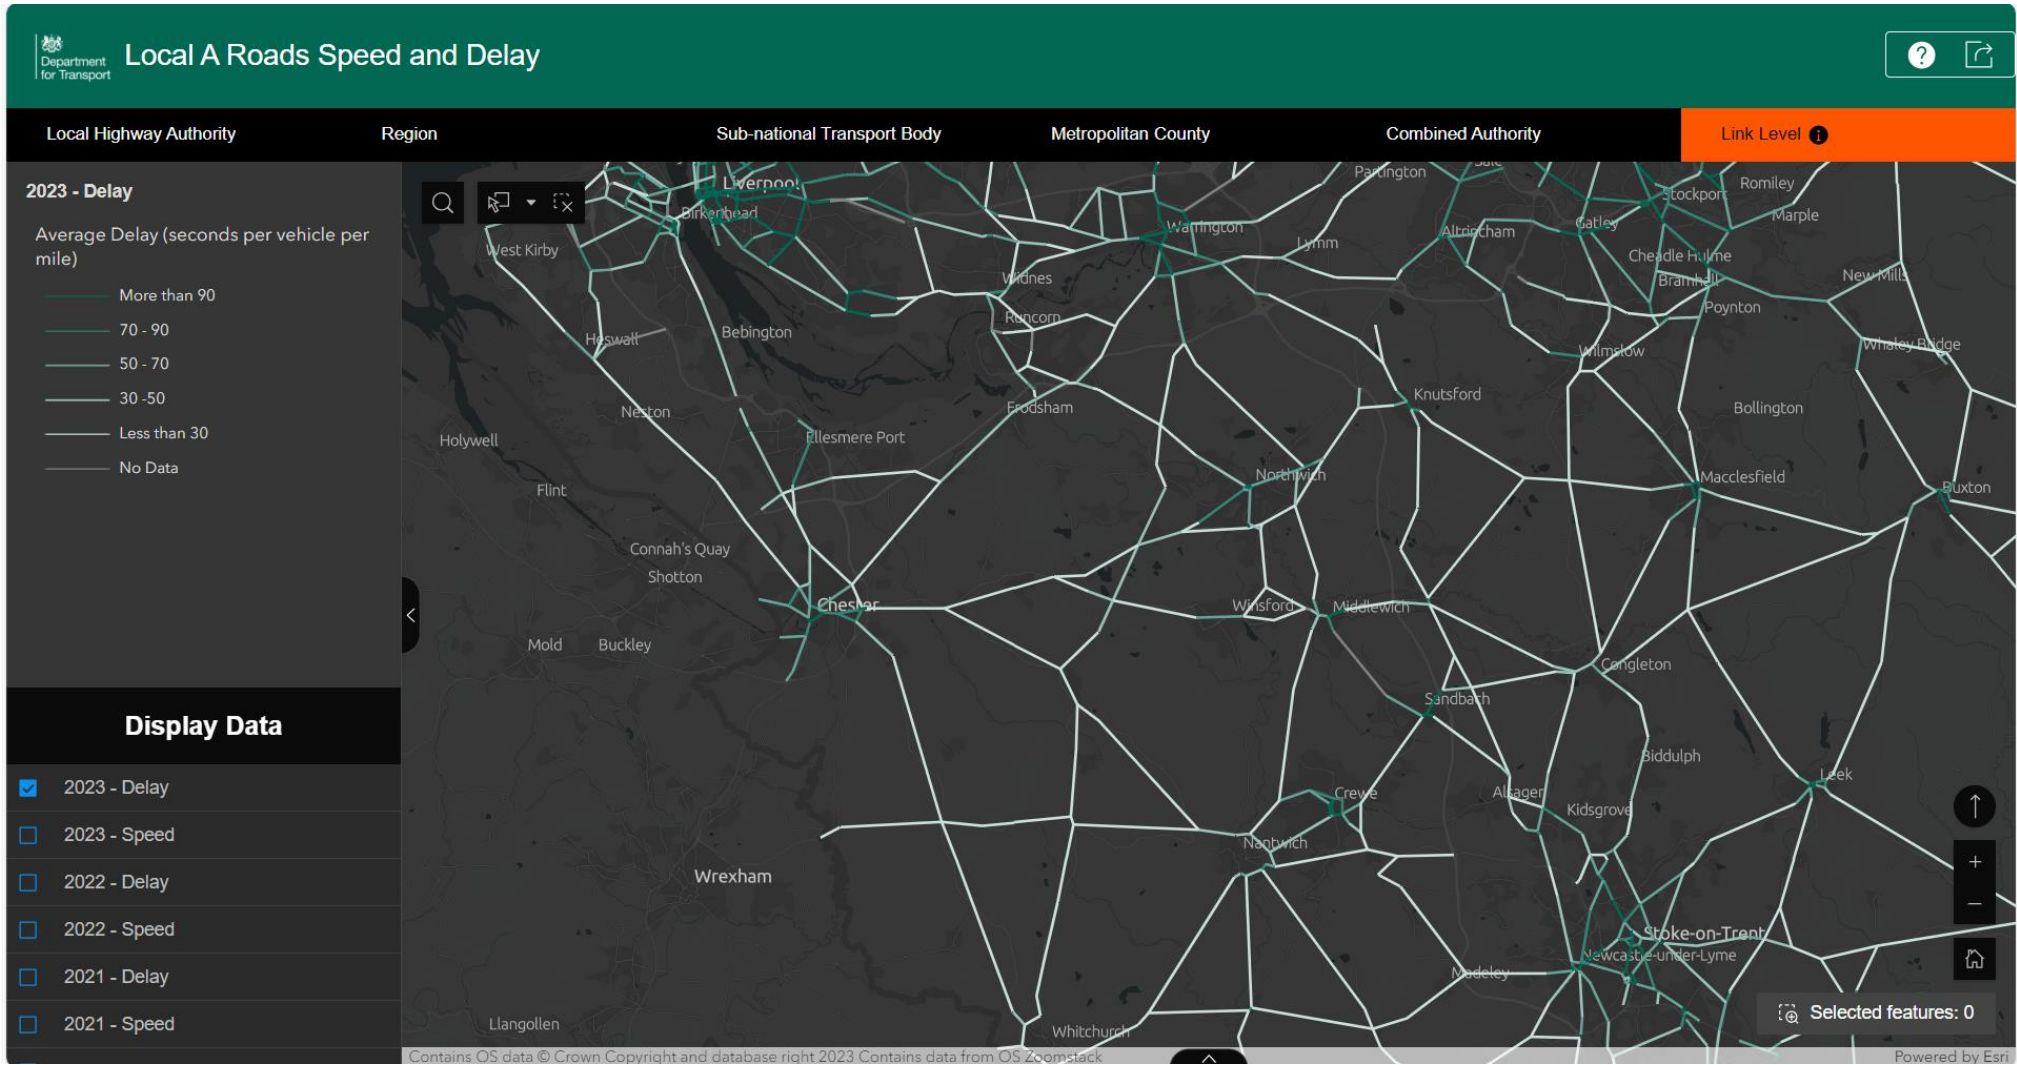 Department
for Transport
Local A Roads Speed and Delay
?
Local Highway Authority
Region
Sub-national Transport Body
Metropolitan County
Combined Authority
Link Level
2023 - Delay
Average Delay (seconds per vehicle per
mile)
More than 90
70 - 90
50 - 70
30 -50
Less than 30
No Data
Display Data
2023 - Delay
2023 - Speed
2022 - Delay
2022 - Speed
2021 - Delay
2021 - Speed
Liverpool
Birkenhead
West Kirby
Partington
Sale
Stockport
Romiley
Marple
Warrington
Lymm
Altrincham
Gatley
Cheadle Hulme
Bramhall
New Mills
Widnes
Runcorn
Poynton
Heswall
Bebington
Wilmslow
Whaley Bridge
Knutsford
Neston
Frodsham
Bollington
Holywell
Ellesmere Port
Northwich
Macclesfield
Buxton
Flint
Connah's Quay
Shotton
Chester
Winsford
Middlewich
Mold
Buckley
Congleton
Sandbach
Biddulph
Leek
Crewe
Alsager
Kidsgrove
Nantwich
Wrexham
Stoke-on-Trent
Newcastle-under-Lyme
Madeley
Llangollen
Whitchurch
Selected features: 0
Contains OS data © Crown Copyright and database right 2023 Contains data from OS Zoomstack
Powered by Esri